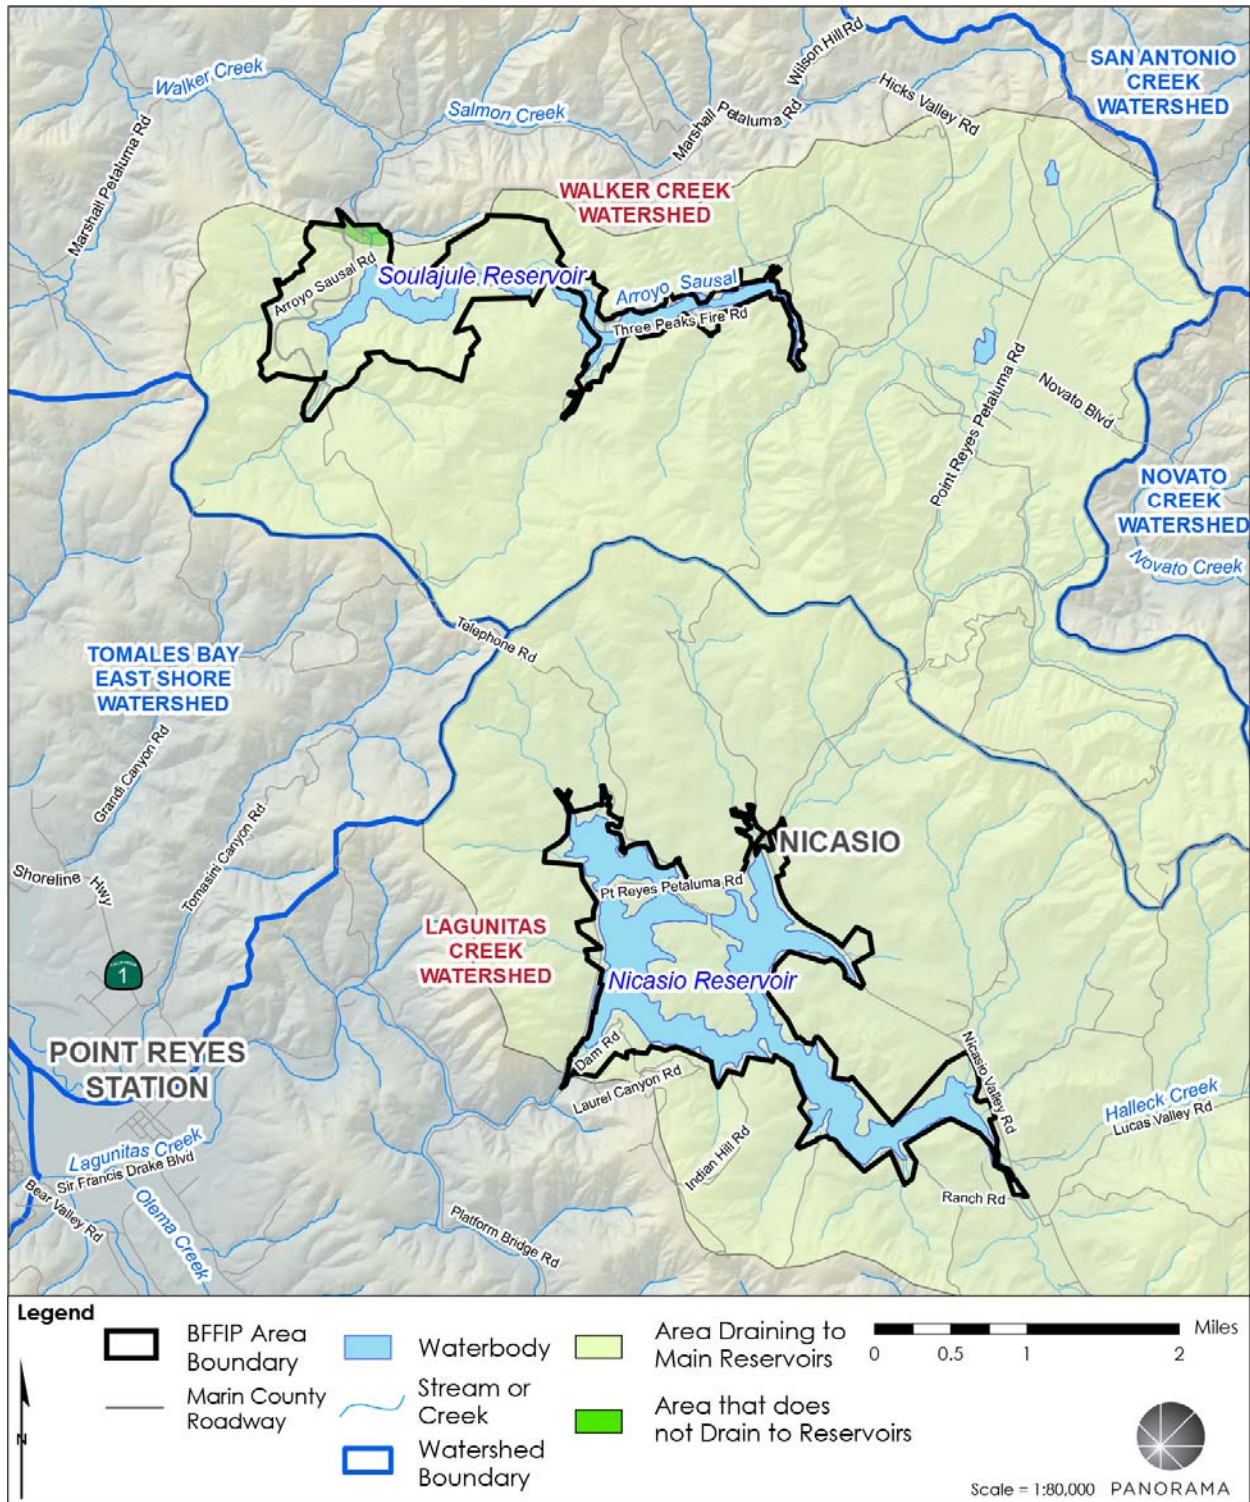 Wilson Hill Rd
SAN ANTONIO
CREEK
WATERSHED
Walker Creek
Hicks Valley Rd
Salmon Creek
Marshall Petaluma Rd
Marshall Petaluma Rd
WALKER CREEK
WATERSHED
Arroyo Sausal Rd
Soulajule Reservoir
Arroyo Sausal
Three Peaks Fire Rd
Point Reyes Petaluma Rd
Novato Blvd
NOVATO
CREEK
WATERSHED
Novato Creek
Telephone Rd
TOMALES BAY
EAST SHORE
WATERSHED
Grandi Canyon Rd
Tomasini Canyon Rd
NICASIO
Shoreline Hwy
Pt Reyes Petaluma Rd
LAGUNITAS
CREEK
WATERSHED
CALIFORNIA
1
Nicasio Reservoir
POINT REYES
STATION
Dam Rd
Laurel Canyon Rd
Nicasio Valley Rd
Halleck Creek
Lucas Valley Rd
Indian Hill Rd
Lagunitas Creek
Sir Francis Drake Blvd
Bear Valley Rd
Olema Creek
Platform Bridge Rd
Ranch Rd
Legend
BFFIP Area
Boundary
Marin County
Roadway
Waterbody
Stream or
Creek
Watershed
Boundary
Area Draining to
Main Reservoirs
Area that does
not Drain to Reservoirs
Miles
0 0.5 1 2
N
Scale = 1:80,000
PANORAMA